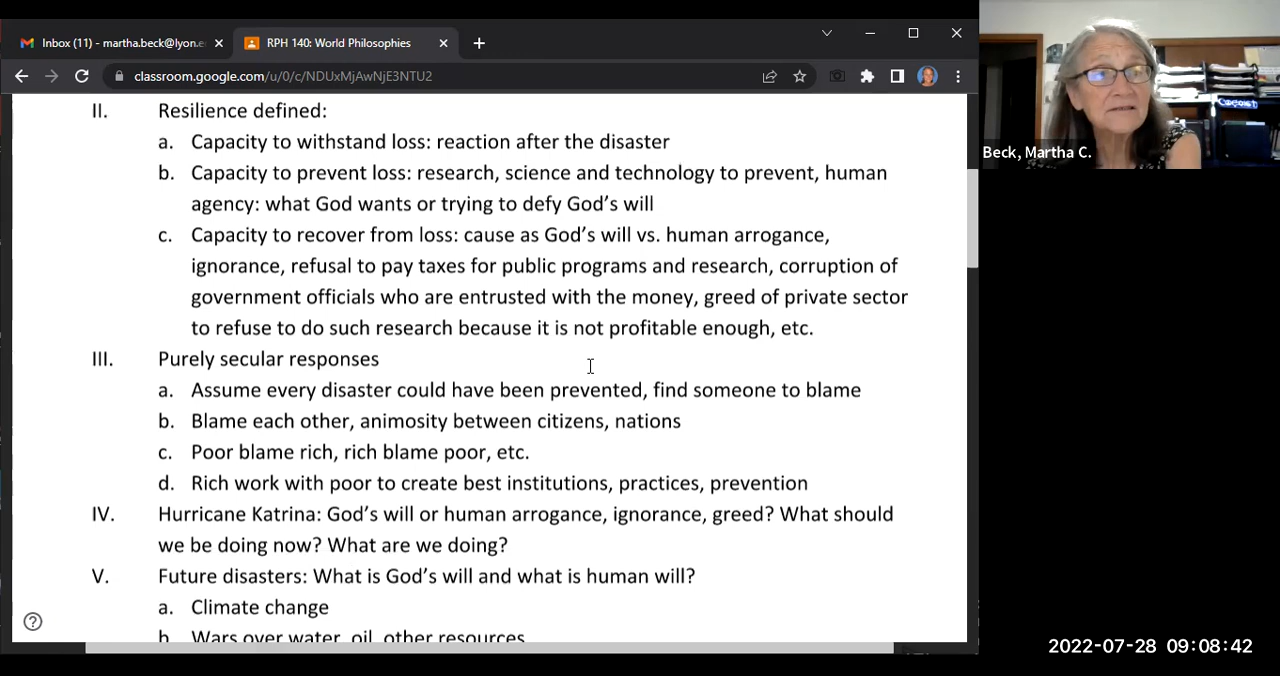 Inbox (11) - martha.beck@lyon.e
RPH 140: World Philosophies
classroom.google.com/u/0/c/NDUxMjAwNjE3NTU2
Beck, Martha C.
II. Resilience defined:
a. Capacity to withstand loss: reaction after the disaster
b. Capacity to prevent loss: research, science and technology to prevent, human
agency: what God wants or trying to defy God’s will
c. Capacity to recover from loss: cause as God’s will vs. human arrogance,
ignorance, refusal to pay taxes for public programs and research, corruption of
government officials who are entrusted with the money, greed of private sector
to refuse to do such research because it is not profitable enough, etc.
III. Purely secular responses
a. Assume every disaster could have been prevented, find someone to blame
b. Blame each other, animosity between citizens, nations
c. Poor blame rich, rich blame poor, etc.
d. Rich work with poor to create best institutions, practices, prevention
IV. Hurricane Katrina: God’s will or human arrogance, ignorance, greed? What should
we be doing now? What are we doing?
V. Future disasters: What is God’s will and what is human will?
a. Climate change
b. Wars over water, oil, other resources
2022-07-28 09:08:42